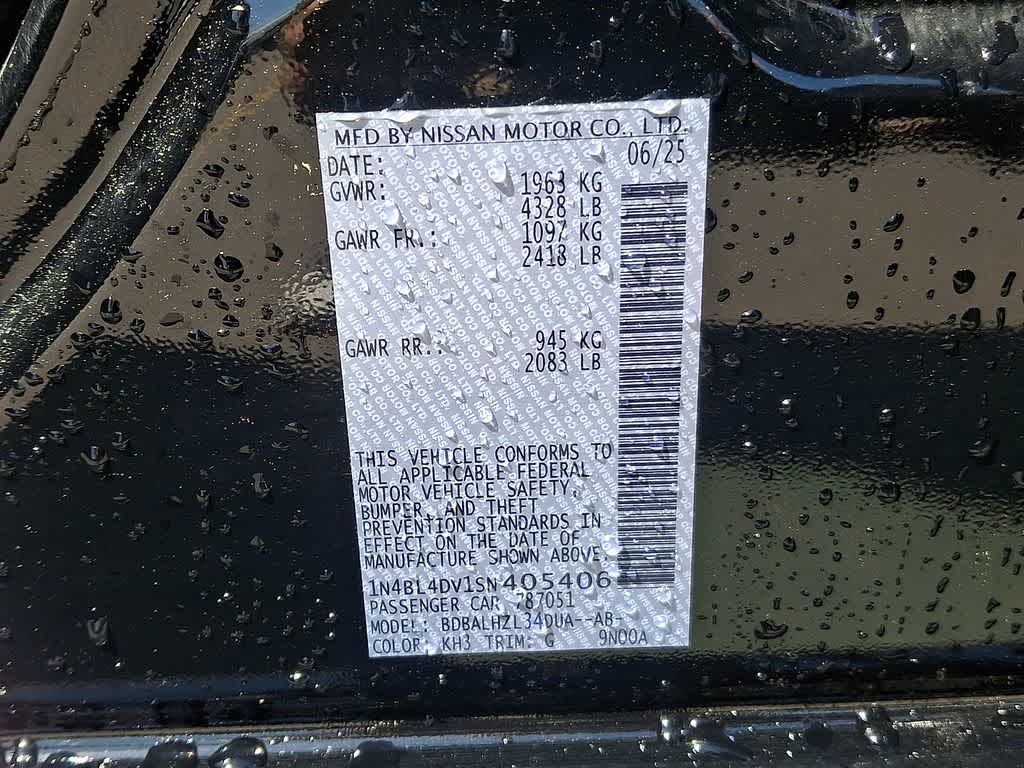 MFD BY NISSAN MOTOR CO., LTD.
DATE: 06/25
GVWR: 1963 KG
4328 LB
GAWR FR.: 1097 KG
2418 LB
GAWR RR.: 945 KG
2083 LB
THIS VEHICLE CONFORMS TO
ALL APPLICABLE FEDERAL
MOTOR VEHICLE SAFETY,
BUMPER, AND THEFT
PREVENTION STANDARDS IN
EFFECT ON THE DATE OF
MANUFACTURE SHOWN ABOVE.
1N4BL4DV1SN405406
PASSENGER CAR 787051
MODEL: BDBALHZL34DUA--AB-
COLOR: KH3 TRIM: G 9N00A